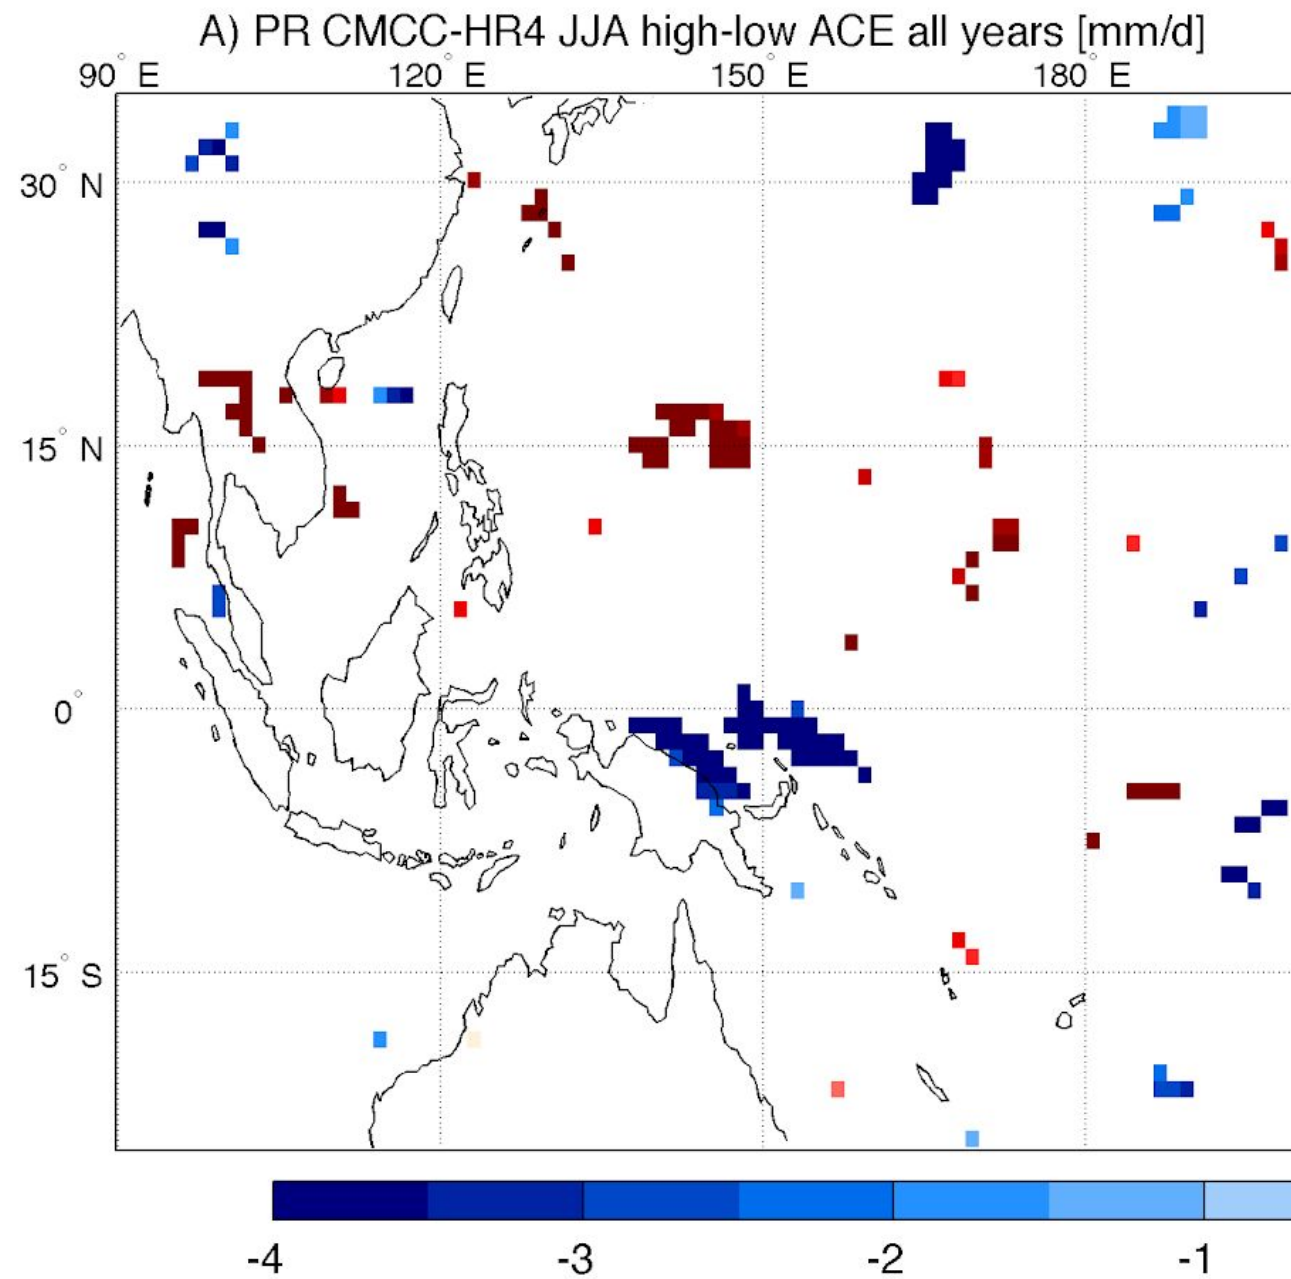 A) PR CMCC-HR4 JJA high-low ACE all years [mm/d]
90° E 120° E 150° E 180° E
30° N
15° N
0°
15° S
-4 -3 -2 -1